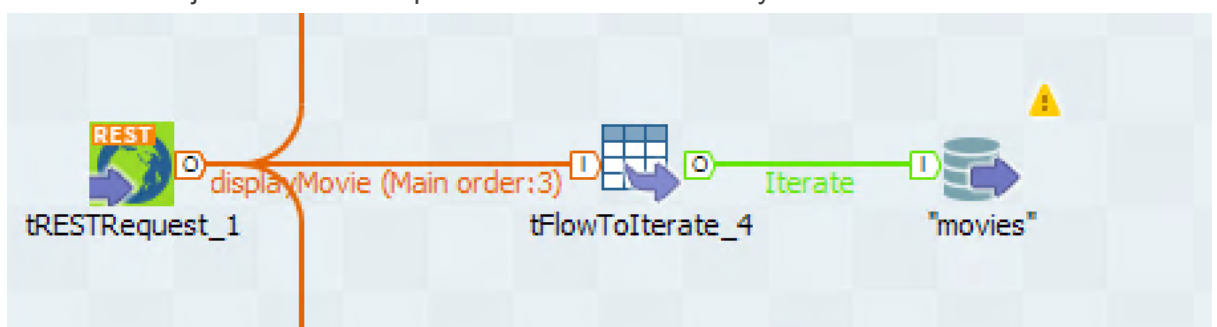 REST
O
displayMovie (Main order:3)
I
O
Iterate
I
tRESTRequest_1
tFlowToIterate_4
"movies"